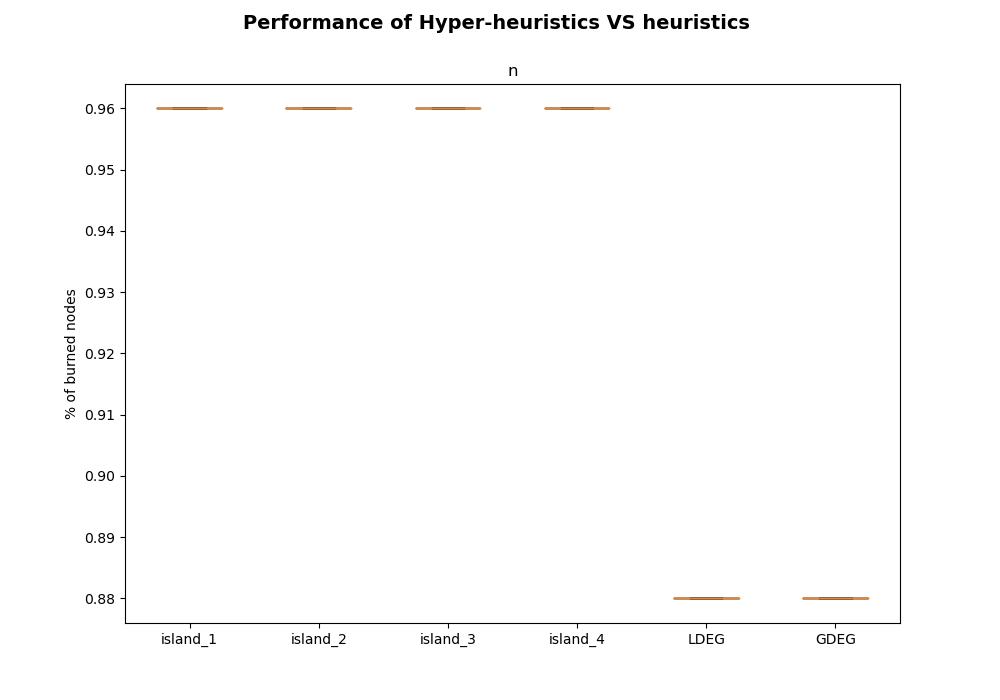 Performance of Hyper-heuristics VS heuristics
n
% of burned nodes
0.96
0.95
0.94
0.93
0.92
0.91
0.90
0.89
0.88
island_1 island_2 island_3 island_4 LDEG GDEG